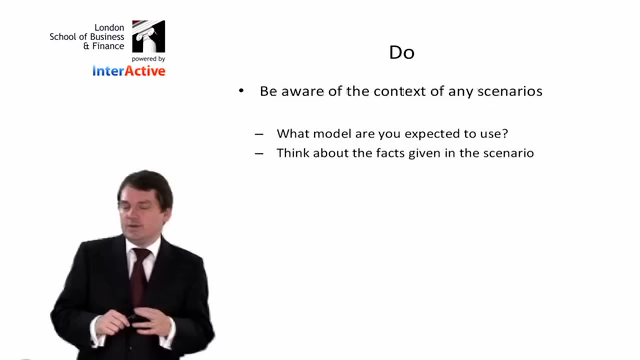 London
School of Business
& Finance
powered by
InterActive
Do
• Be aware of the context of any scenarios
– What model are you expected to use?
– Think about the facts given in the scenario